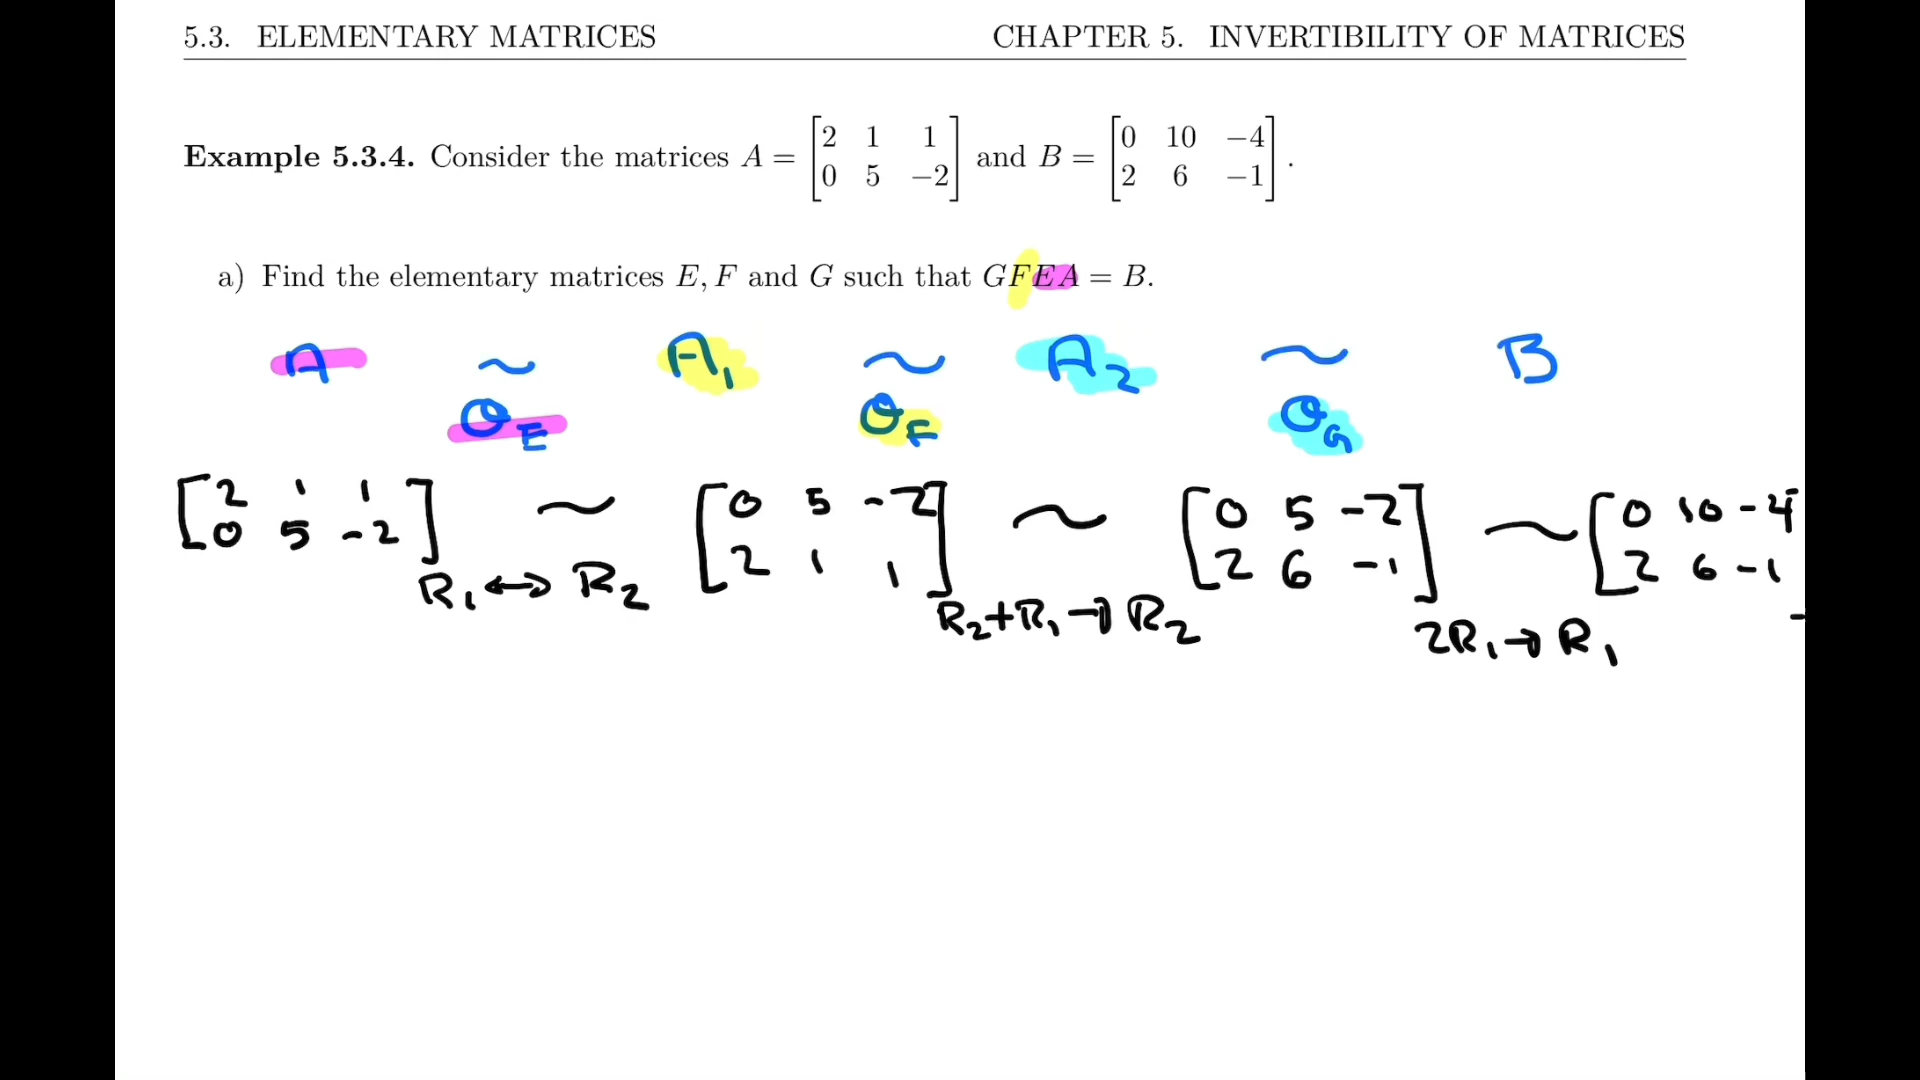 5.3. ELEMENTARY MATRICES CHAPTER 5. INVERTIBILITY OF MATRICES
Example 5.3.4. Consider the matrices A = [2 1 1; 0 5 −2] and B = [0 10 −4; 2 6 −1].
a) Find the elementary matrices E, F and G such that GFEA = B.
A ~ A₁ ~ A₂ ~ B
θ_E θ_F θ_G
[2 1 1 ~ [0 5 -2 ~ [0 5 -2] ~ [0 10 -4
0 5 -2] 2 1 1] 2 6 -1] 2 6 -1
R₁ ↔ R₂ R₂+R₁→R₂ 2R₁→R₁